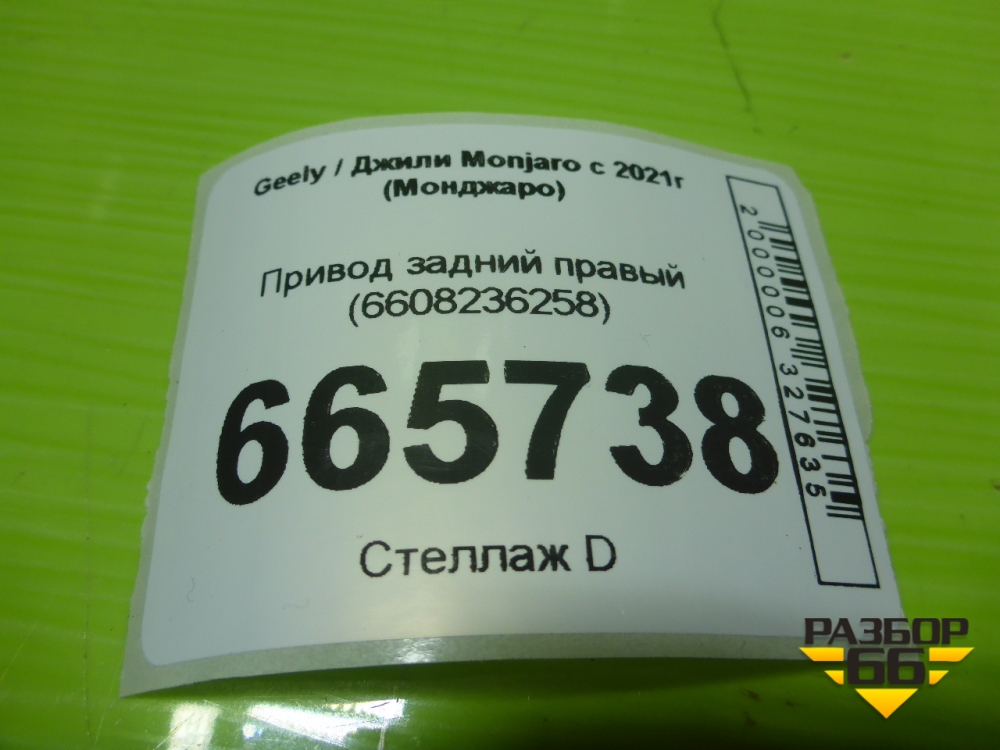 Geely / Джили Monjaro с 2021г
(Монджаро)
Привод задний правый
(6608236258)
665738
Стеллаж D
2000006327635
РАЗБОР
66